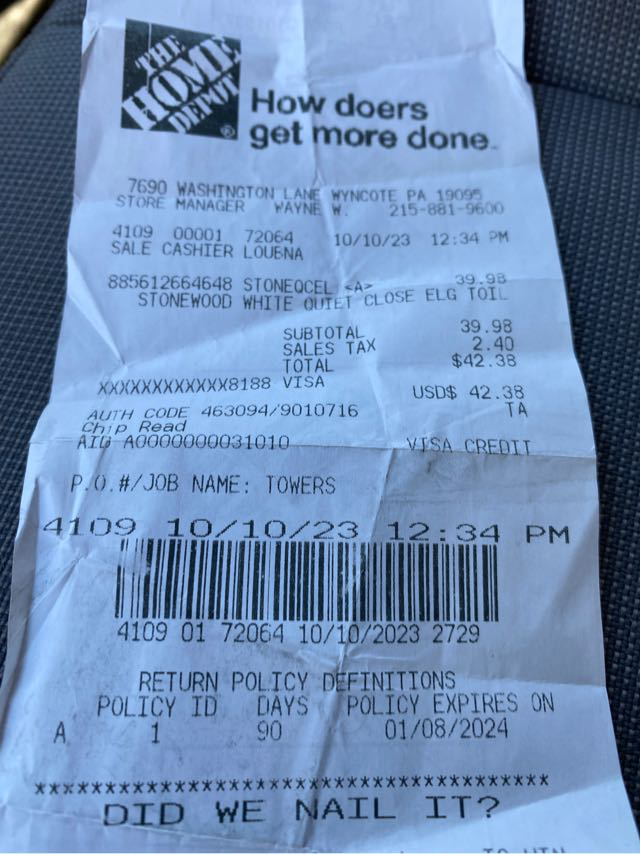 THE
HOME
DEPOT
How doers
get more done.
7690 WASHINGTON LANE WYNCOTE PA 19095
STORE MANAGER WAYNE W. 215-881-9600
4109 00001 72064 10/10/23 12:34 PM
SALE CASHIER LOUBNA
885612664648 STONEQCEL <A> 39.98
STONEWOOD WHITE QUIET CLOSE ELG TOIL
SUBTOTAL 39.98
SALES TAX 2.40
TOTAL $42.38
XXXXXXXXXXXX8188 VISA
USD$ 42.38
AUTH CODE 463094/9010716 TA
Chip Read
AID A0000000031010 VISA CREDIT
P.O.#/JOB NAME: TOWERS
4109 10/10/23 12:34 PM
4109 01 72064 10/10/2023 2729
RETURN POLICY DEFINITIONS
POLICY ID DAYS POLICY EXPIRES ON
A 1 90 01/08/2024
***************************************
DID WE NAIL IT?